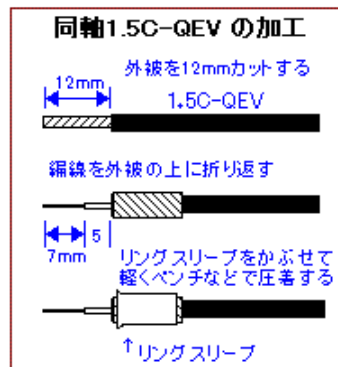 同軸1.5C-QEV の加工
外被を12mmカットする
12mm
1.5C-QEV
編線を外被の上に折り返す
5
7mm
リングスリーブをかぶせて
軽くペンチなどで圧着する
↑リングスリーブ